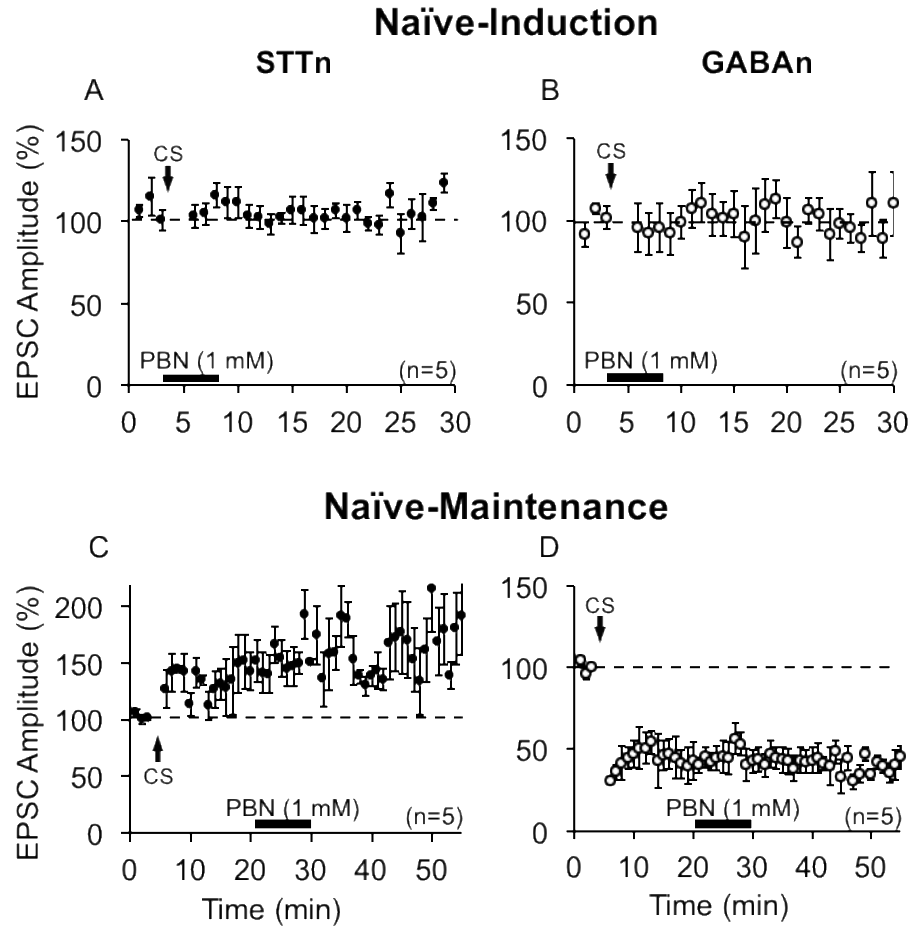 Naïve-Induction
STTn
GABAn
A
B
EPSC Amplitude (%)
150
100
50
0
CS
PBN (1 mM)
(n=5)
0 5 10 15 20 25 30
150
100
50
0
CS
PBN (1 mM)
(n=5)
0 5 10 15 20 25 30
Naïve-Maintenance
C
D
EPSC Amplitude (%)
200
150
100
50
0
CS
PBN (1 mM)
(n=5)
0 10 20 30 40 50
Time (min)
150
100
50
0
CS
PBN (1 mM)
(n=5)
0 10 20 30 40 50
Time (min)